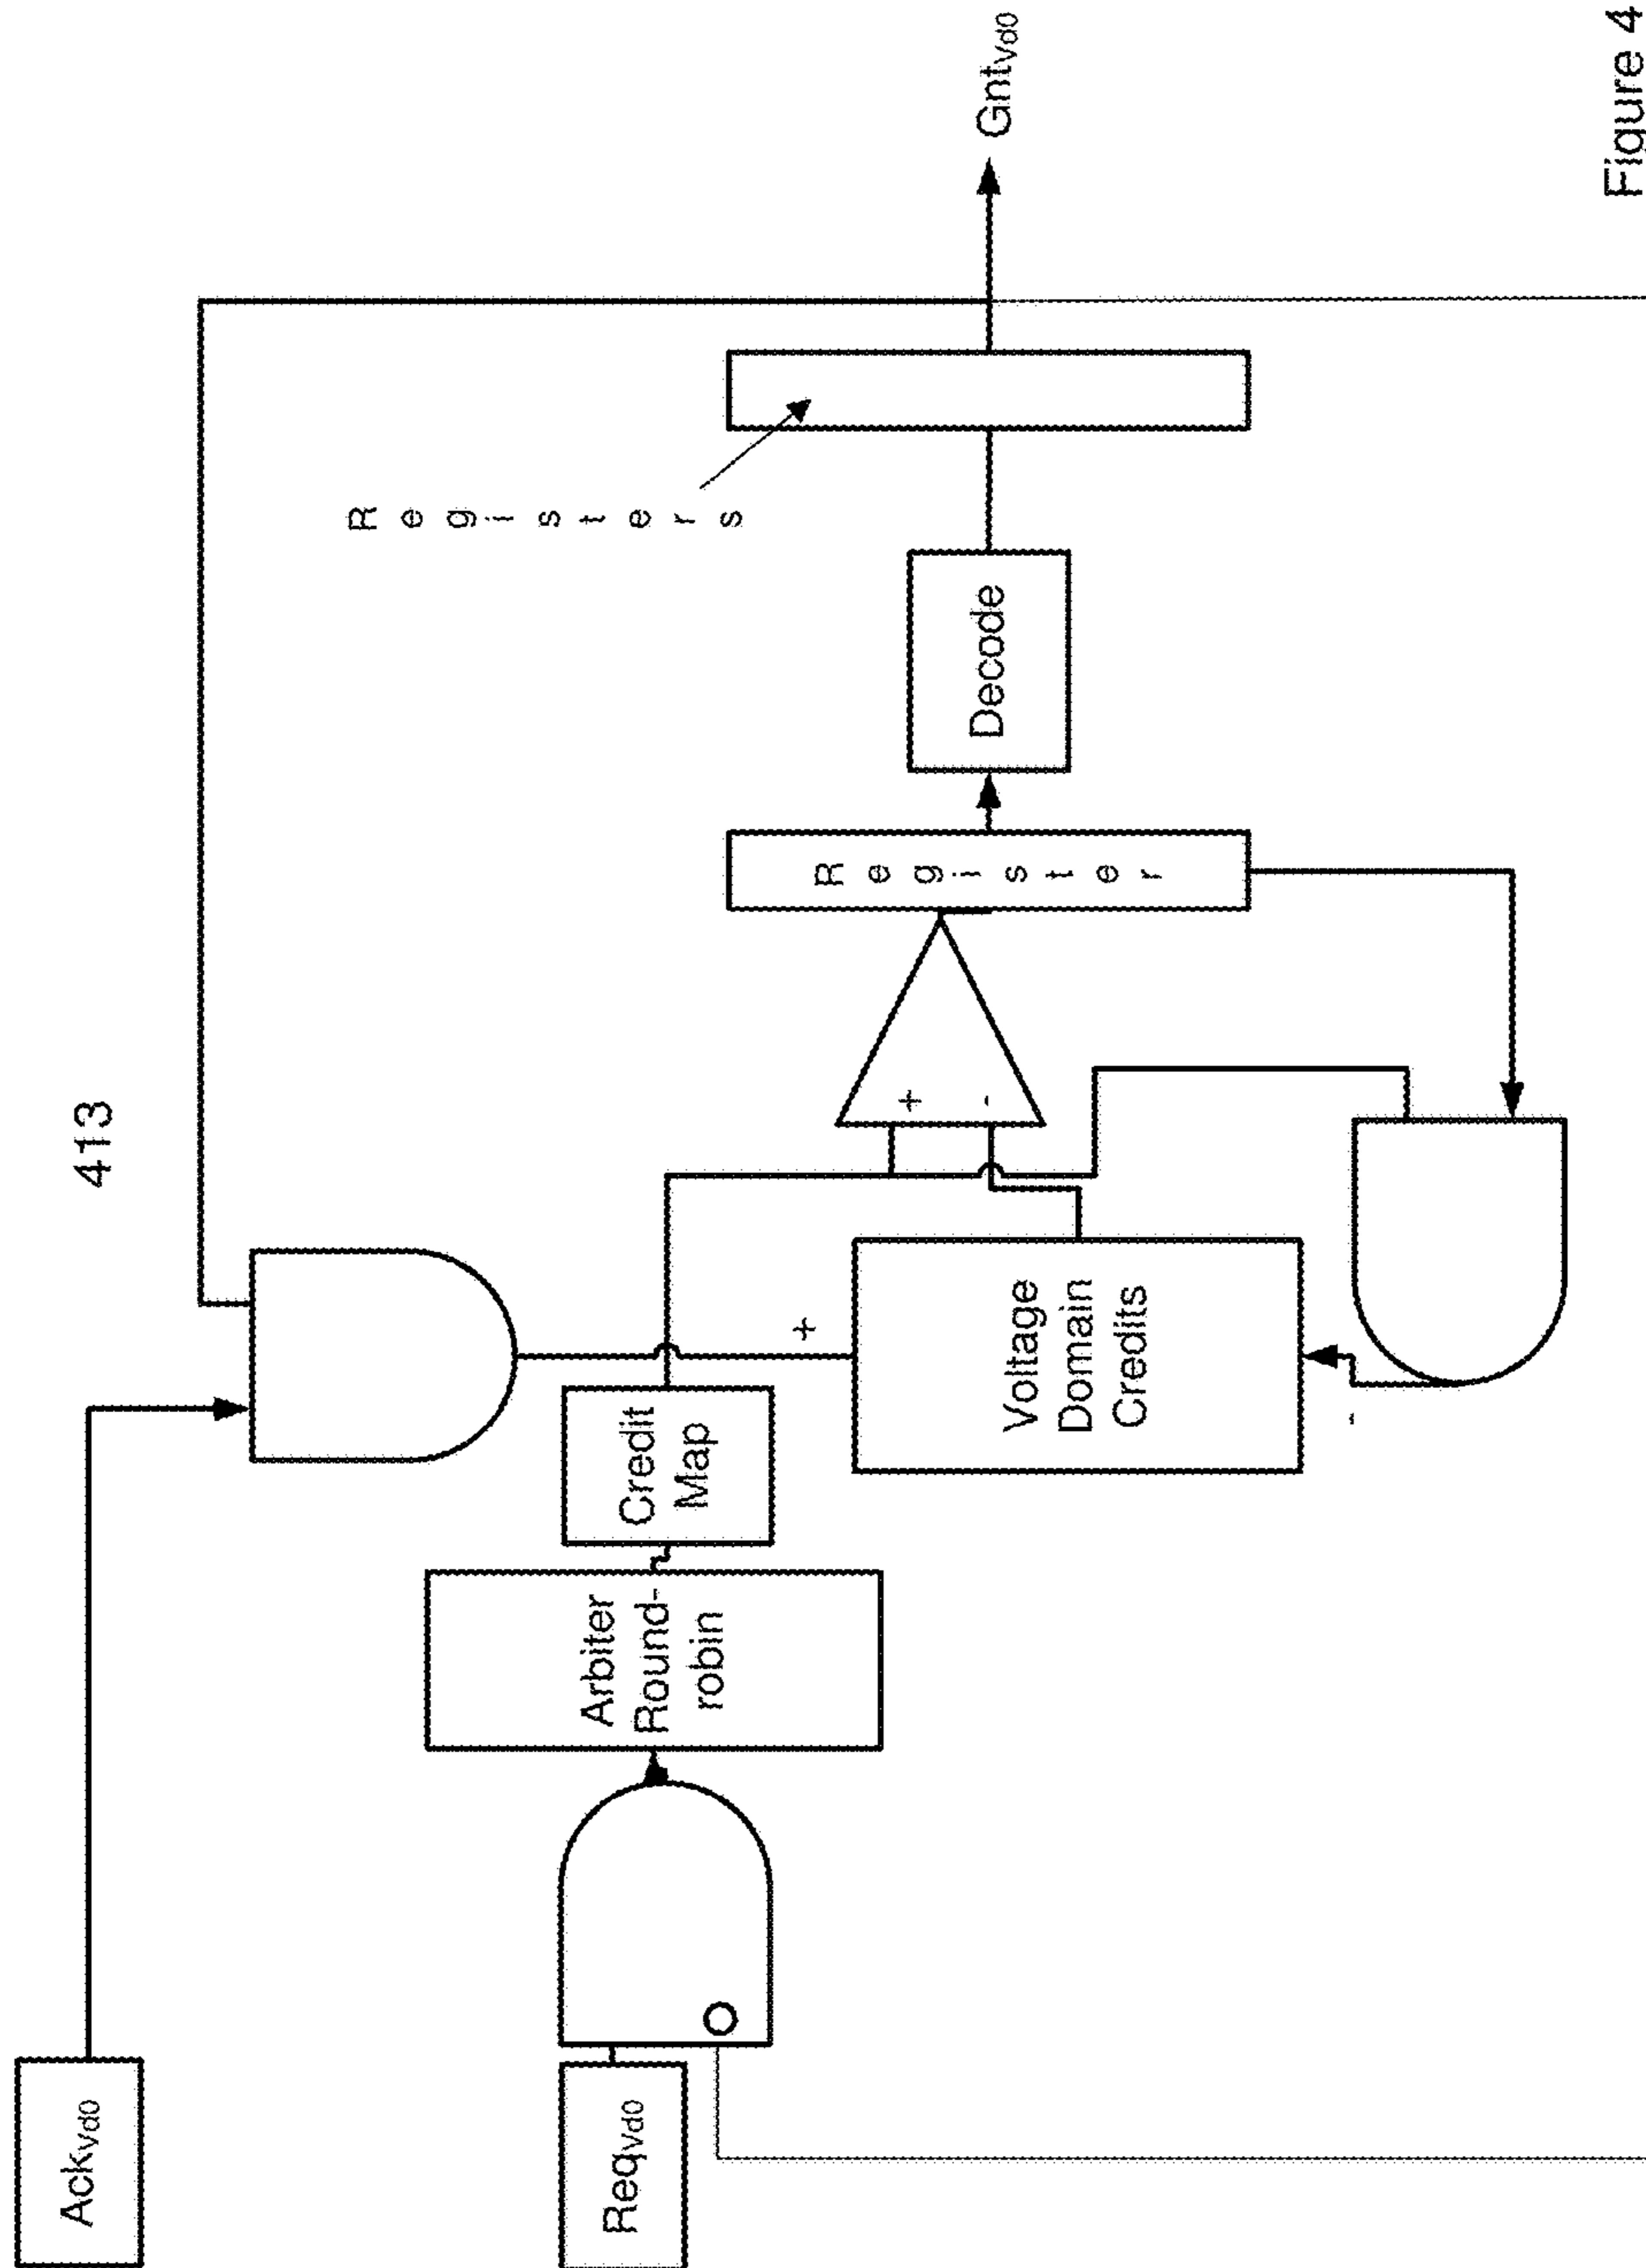 413
Ack Vd0
Req Vd0
Arbiter
Round-
robin
Credit
Map
+
Voltage
Domain
Credits
-
+
-
Register
Decode
Registers
Gnt Vd0
Figure 4